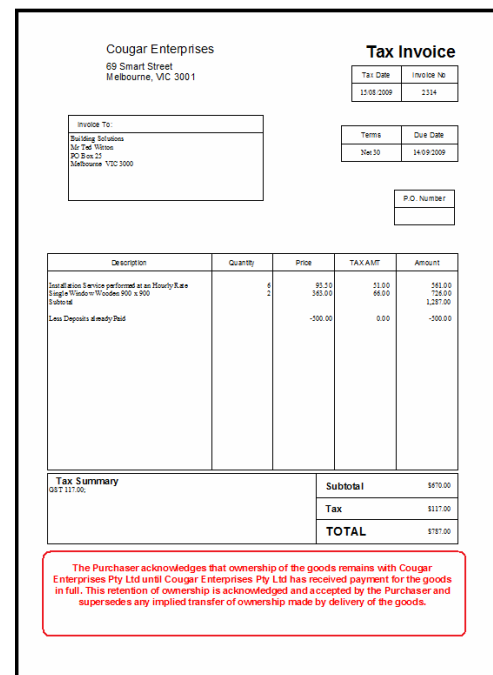 Cougar Enterprises
69 Smart Street
Melbourne, VIC 3001
Tax Invoice
Tax Date Invoice No
15/08/2009 2314
Invoice To:
Building Solutions
Mr Ted Witton
PO Box 25
Melbourne VIC 3000
Terms Due Date
Net 30 14/09/2009
P.O. Number
Description Quantity Price TAX AMT Amount
Installation Service performed at an Hourly Rate 6 93.50 51.00 561.00
Single Window Wooden 900 x 900 2 363.00 66.00 726.00
Subtotal 1,287.00
Less Deposits already Paid -500.00 0.00 -500.00
Tax Summary
GST 117.00;
Subtotal $670.00
Tax $117.00
TOTAL $787.00
The Purchaser acknowledges that ownership of the goods remains with Cougar
Enterprises Pty Ltd until Cougar Enterprises Pty Ltd has received payment for the goods
in full. This retention of ownership is acknowledged and accepted by the Purchaser and
supersedes any implied transfer of ownership made by delivery of the goods.